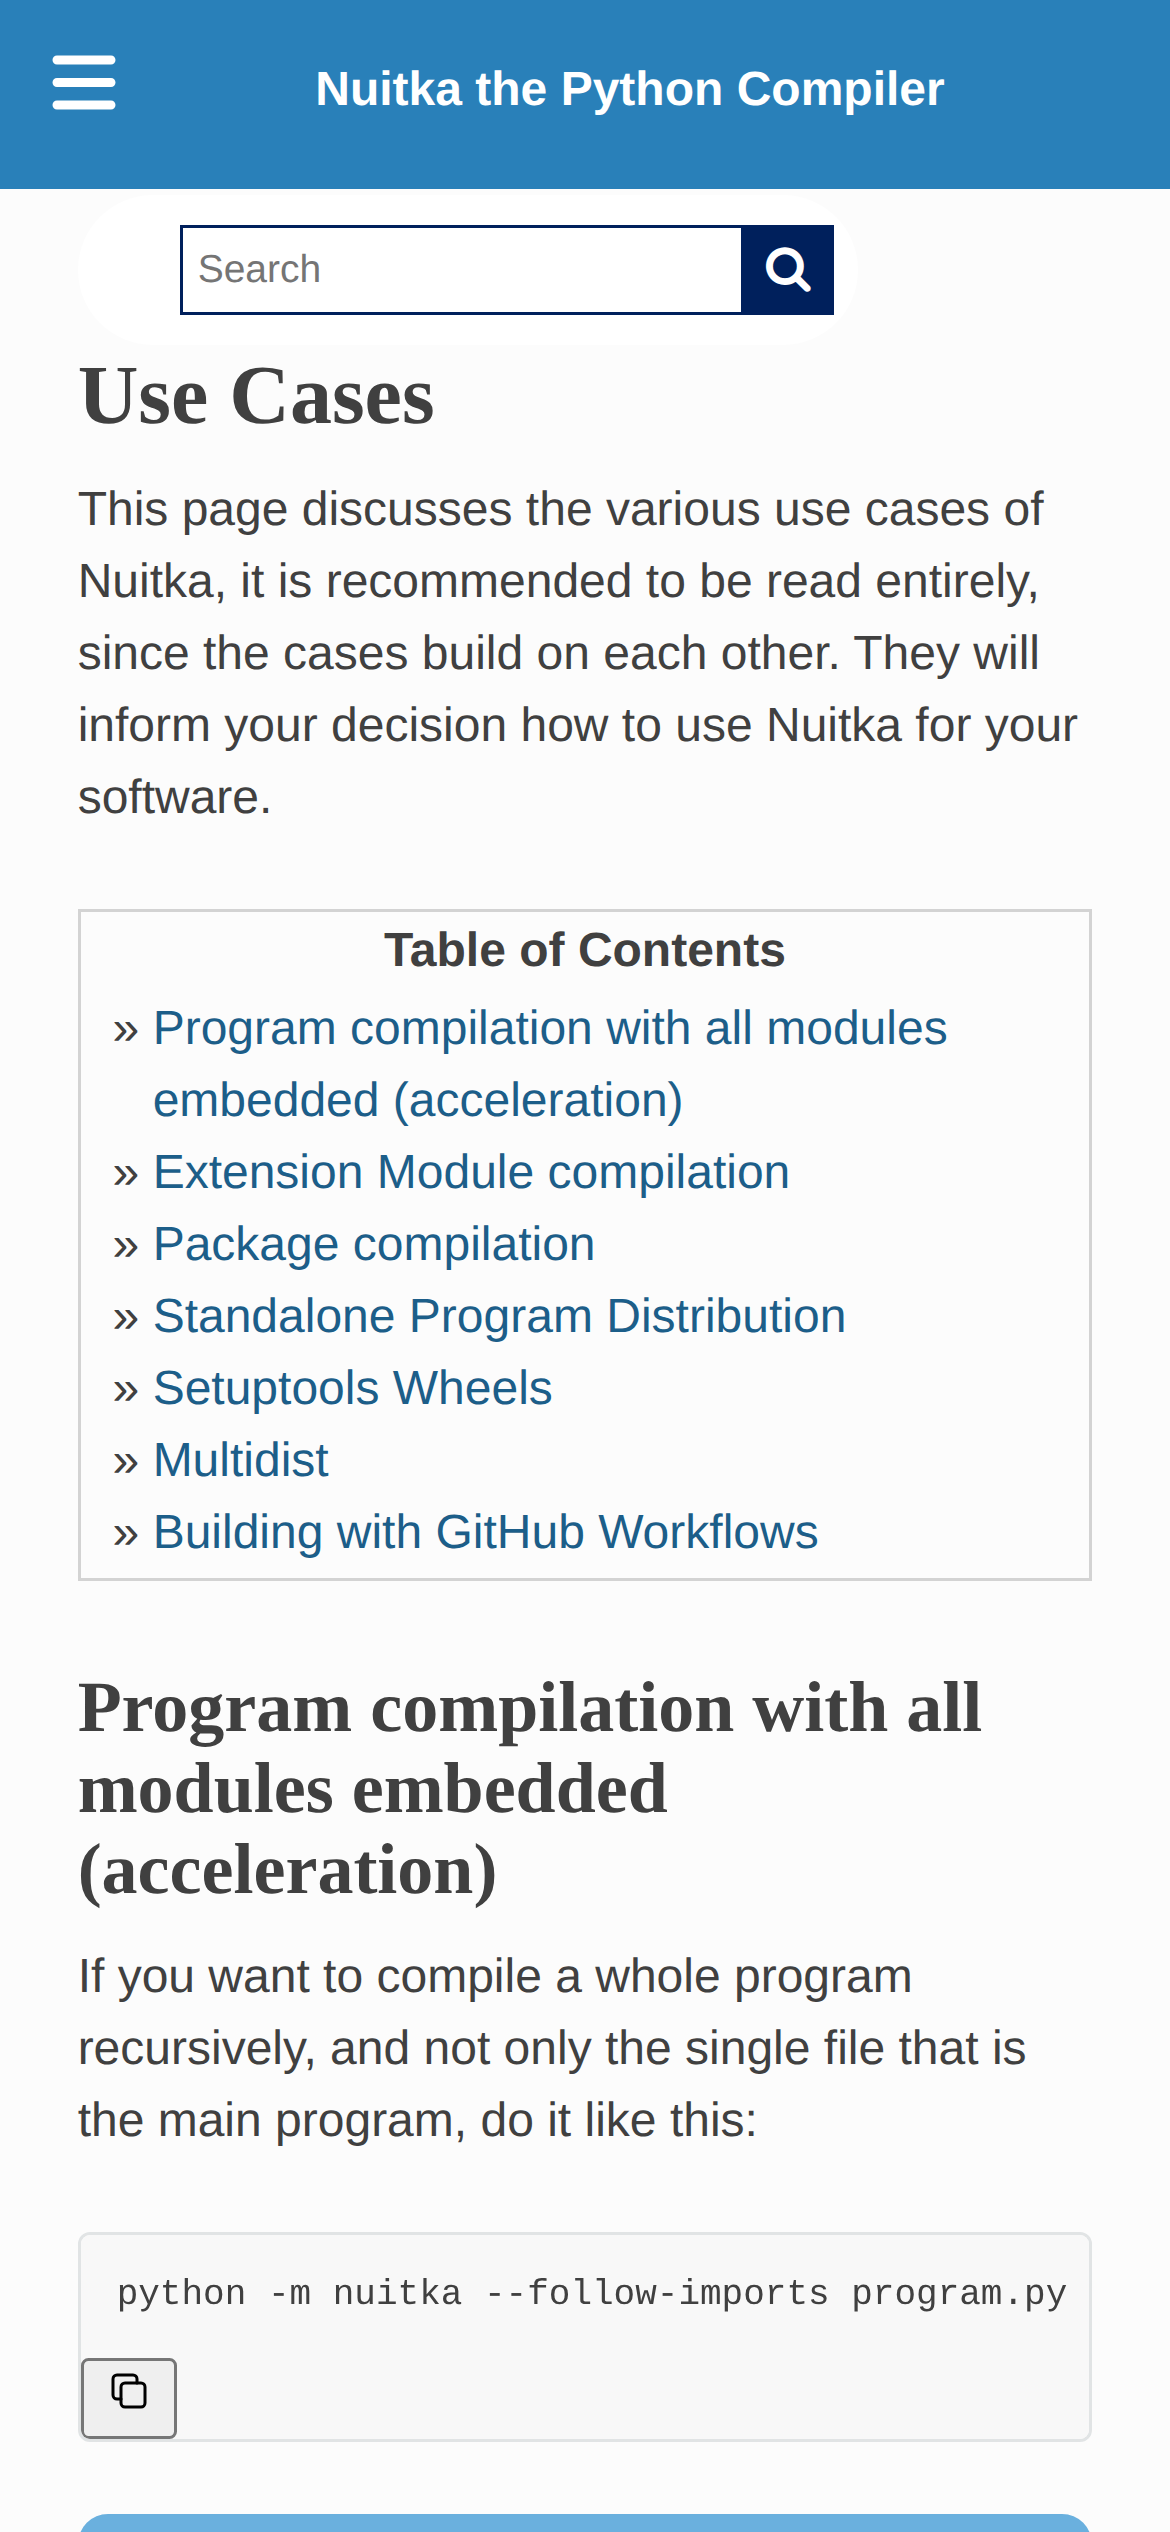 Nuitka the Python Compiler
Search
Use Cases
This page discusses the various use cases of
Nuitka, it is recommended to be read entirely,
since the cases build on each other. They will
inform your decision how to use Nuitka for your
software.
Table of Contents
» Program compilation with all modules
embedded (acceleration)
» Extension Module compilation
» Package compilation
» Standalone Program Distribution
» Setuptools Wheels
» Multidist
» Building with GitHub Workflows
Program compilation with all
modules embedded
(acceleration)
If you want to compile a whole program
recursively, and not only the single file that is
the main program, do it like this:
python -m nuitka --follow-imports program.py